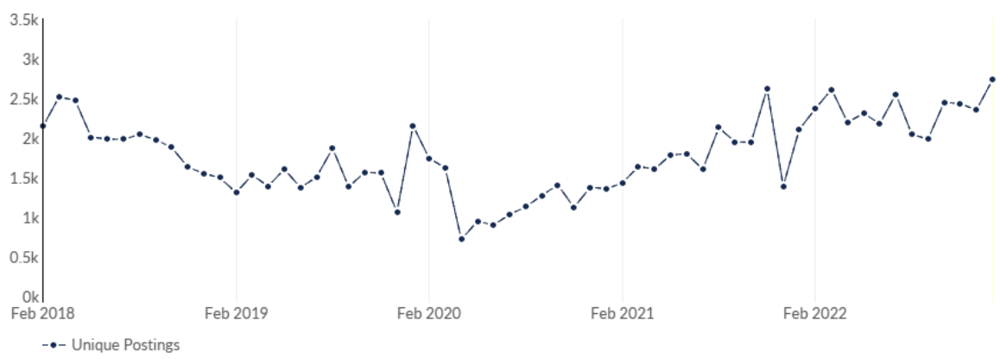 3.5k
3k
2.5k
2k
1.5k
1k
0.5k
0k
Feb 2018 Feb 2019 Feb 2020 Feb 2021 Feb 2022
Unique Postings